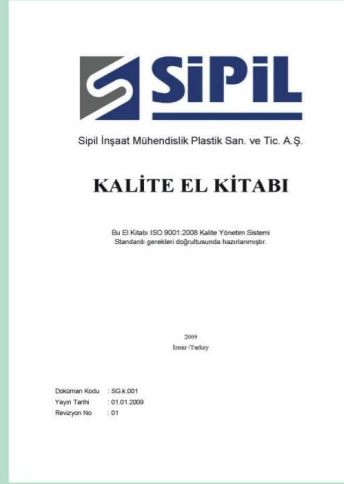 SiPiL
Sipil İnşaat Mühendislik Plastik San. ve Tic. A.Ş.
KALİTE EL KİTABI
Bu El Kitabı ISO 9001:2008 Kalite Yönetim Sistemi
Standardı gerekleri doğrultusunda hazırlanmıştır.
2009
İzmir /Turkey
Doküman Kodu : SG.k.001
Yayın Tarihi : 01.01.2009
Revizyon No : 01